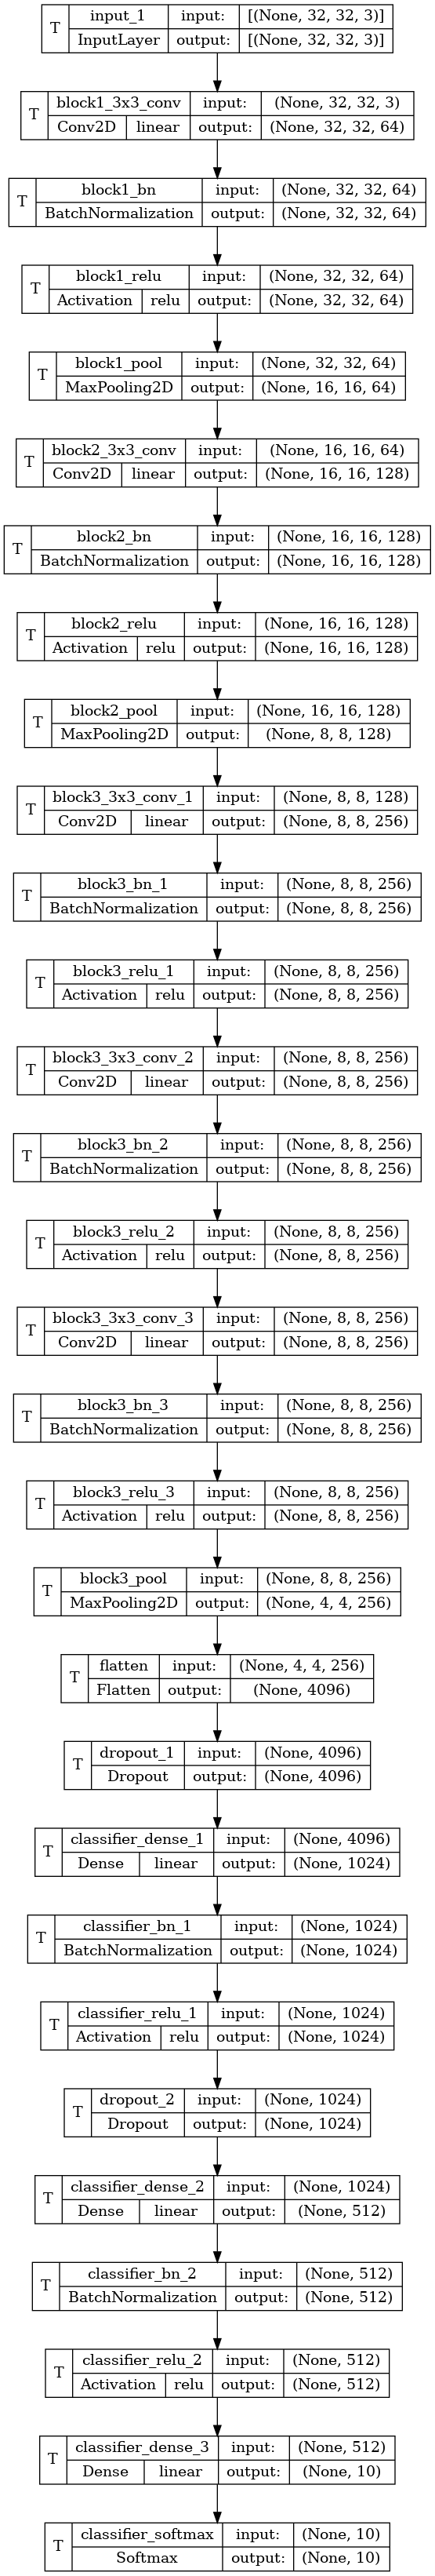 T input_1 input: [(None, 32, 32, 3)]
InputLayer output: [(None, 32, 32, 3)]
T block1_3x3_conv input: (None, 32, 32, 3)
Conv2D linear output: (None, 32, 32, 64)
T block1_bn input: (None, 32, 32, 64)
BatchNormalization output: (None, 32, 32, 64)
T block1_relu input: (None, 32, 32, 64)
Activation relu output: (None, 32, 32, 64)
T block1_pool input: (None, 32, 32, 64)
MaxPooling2D output: (None, 16, 16, 64)
T block2_3x3_conv input: (None, 16, 16, 64)
Conv2D linear output: (None, 16, 16, 128)
T block2_bn input: (None, 16, 16, 128)
BatchNormalization output: (None, 16, 16, 128)
T block2_relu input: (None, 16, 16, 128)
Activation relu output: (None, 16, 16, 128)
T block2_pool input: (None, 16, 16, 128)
MaxPooling2D output: (None, 8, 8, 128)
T block3_3x3_conv_1 input: (None, 8, 8, 128)
Conv2D linear output: (None, 8, 8, 256)
T block3_bn_1 input: (None, 8, 8, 256)
BatchNormalization output: (None, 8, 8, 256)
T block3_relu_1 input: (None, 8, 8, 256)
Activation relu output: (None, 8, 8, 256)
T block3_3x3_conv_2 input: (None, 8, 8, 256)
Conv2D linear output: (None, 8, 8, 256)
T block3_bn_2 input: (None, 8, 8, 256)
BatchNormalization output: (None, 8, 8, 256)
T block3_relu_2 input: (None, 8, 8, 256)
Activation relu output: (None, 8, 8, 256)
T block3_3x3_conv_3 input: (None, 8, 8, 256)
Conv2D linear output: (None, 8, 8, 256)
T block3_bn_3 input: (None, 8, 8, 256)
BatchNormalization output: (None, 8, 8, 256)
T block3_relu_3 input: (None, 8, 8, 256)
Activation relu output: (None, 8, 8, 256)
T block3_pool input: (None, 8, 8, 256)
MaxPooling2D output: (None, 4, 4, 256)
T flatten input: (None, 4, 4, 256)
Flatten output: (None, 4096)
T dropout_1 input: (None, 4096)
Dropout output: (None, 4096)
T classifier_dense_1 input: (None, 4096)
Dense linear output: (None, 1024)
T classifier_bn_1 input: (None, 1024)
BatchNormalization output: (None, 1024)
T classifier_relu_1 input: (None, 1024)
Activation relu output: (None, 1024)
T dropout_2 input: (None, 1024)
Dropout output: (None, 1024)
T classifier_dense_2 input: (None, 1024)
Dense linear output: (None, 512)
T classifier_bn_2 input: (None, 512)
BatchNormalization output: (None, 512)
T classifier_relu_2 input: (None, 512)
Activation relu output: (None, 512)
T classifier_dense_3 input: (None, 512)
Dense linear output: (None, 10)
T classifier_softmax input: (None, 10)
Softmax output: (None, 10)